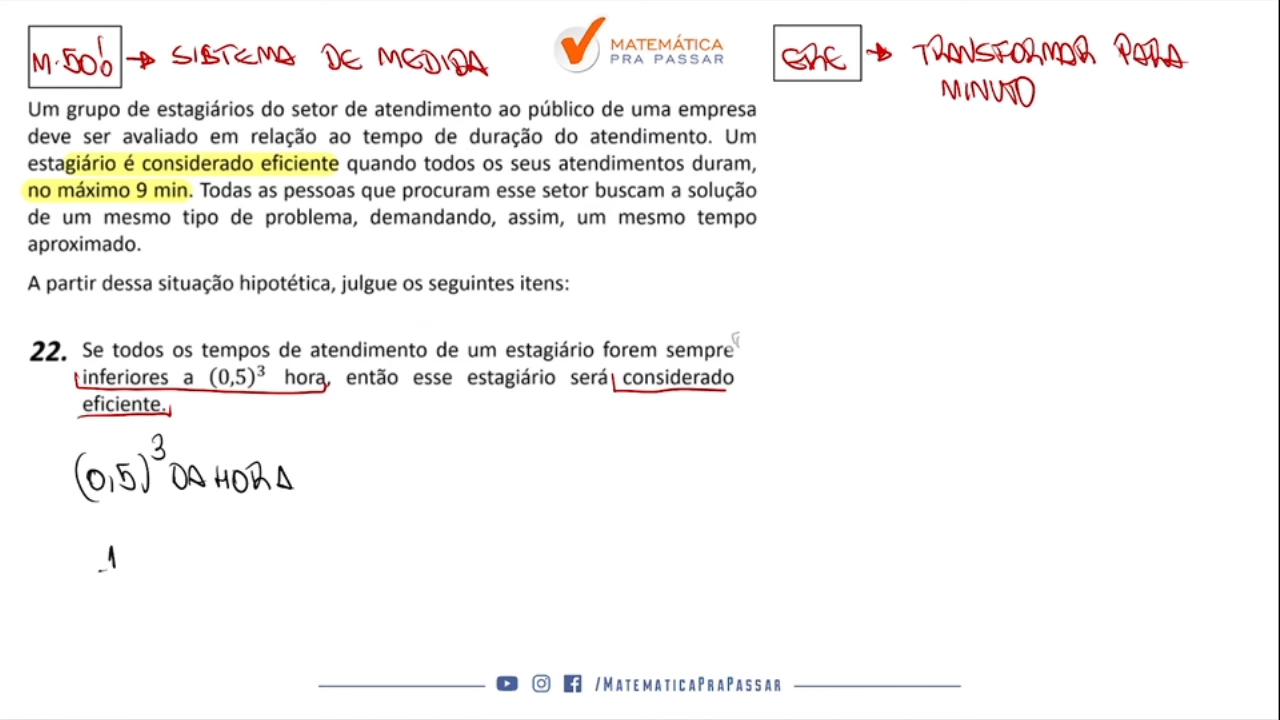 M.50% → SISTEMA DE MEDIDA
MATEMÁTICA
PRA PASSAR
→ TRANSFORMAR PARA
MINUTO
Um grupo de estagiários do setor de atendimento ao público de uma empresa
deve ser avaliado em relação ao tempo de duração do atendimento. Um
estagiário é considerado eficiente quando todos os seus atendimentos duram,
no máximo 9 min. Todas as pessoas que procuram esse setor buscam a solução
de um mesmo tipo de problema, demandando, assim, um mesmo tempo
aproximado.
A partir dessa situação hipotética, julgue os seguintes itens:
22. Se todos os tempos de atendimento de um estagiário forem sempre
inferiores a (0,5)³ hora, então esse estagiário será considerado
eficiente.
(0,5)³ DA HORA
1
/MATEMATICAPRAPASSAR